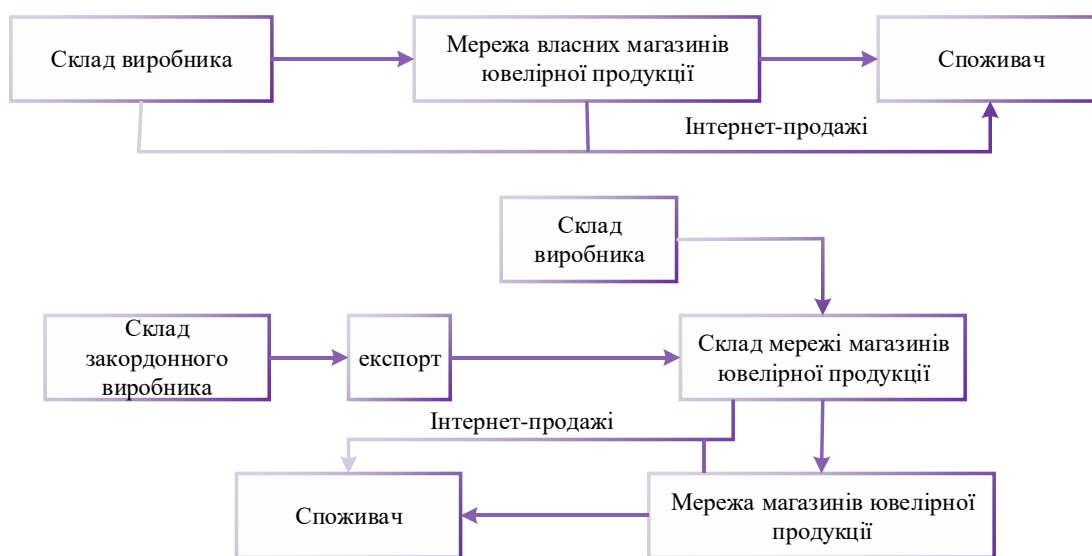 Склад виробника
Мережа власних магазинів
ювелірної продукції
Споживач
Інтернет-продажі
Склад
виробника
Склад
закордонного
виробника
експорт
Склад мережі магазинів
ювелірної продукції
Інтернет-продажі
Споживач
Мережа магазинів ювелірної
продукції